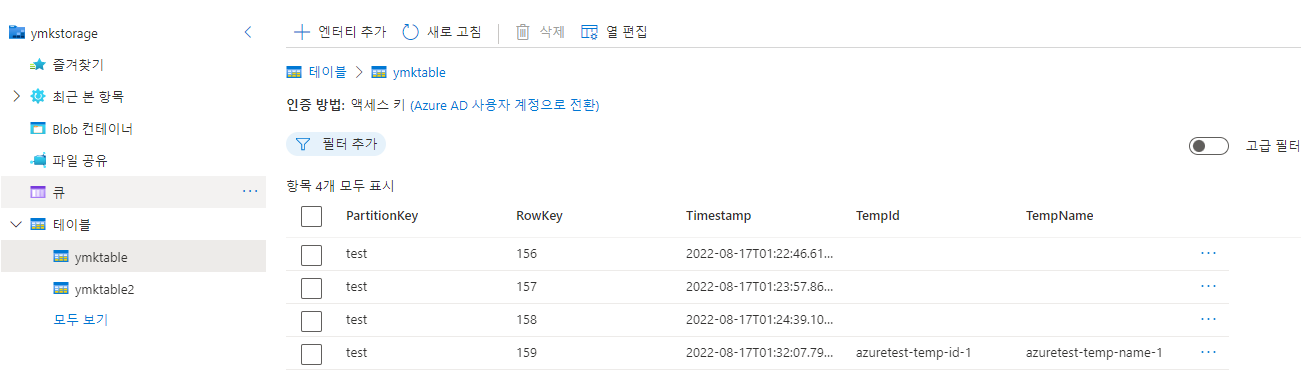 ymkstorage
즐겨찾기
최근 본 항목
Blob 컨테이너
파일 공유
큐 ...
테이블
ymktable
ymktable2
모두 보기
엔터티 추가 새로 고침 삭제 열 편집
테이블 > ymktable
인증 방법: 액세스 키 (Azure AD 사용자 계정으로 전환)
필터 추가 고급 필터
항목 4개 모두 표시
PartitionKey RowKey Timestamp TempId TempName
test 156 2022-08-17T01:22:46.61... ...
test 157 2022-08-17T01:23:57.86... ...
test 158 2022-08-17T01:24:39.10... ...
test 159 2022-08-17T01:32:07.79... azuretest-temp-id-1 azuretest-temp-name-1 ...